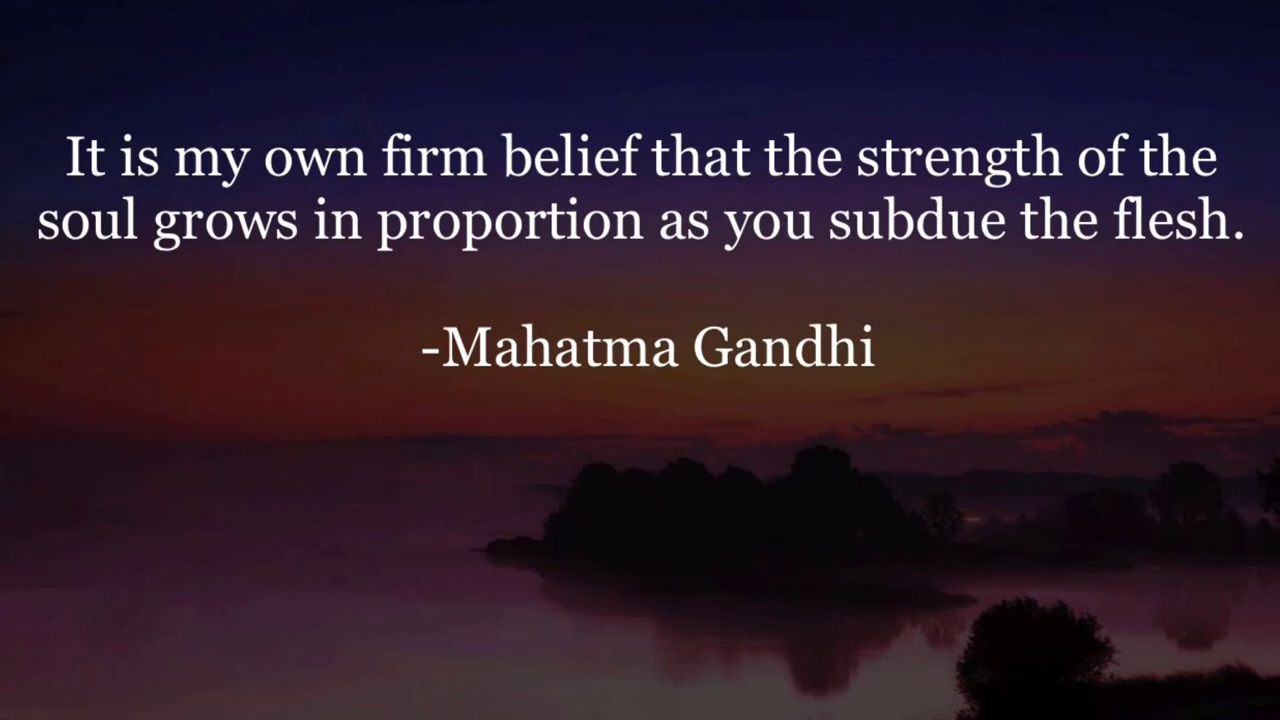 It is my own firm belief that the strength of the
soul grows in proportion as you subdue the flesh.
-Mahatma Gandhi